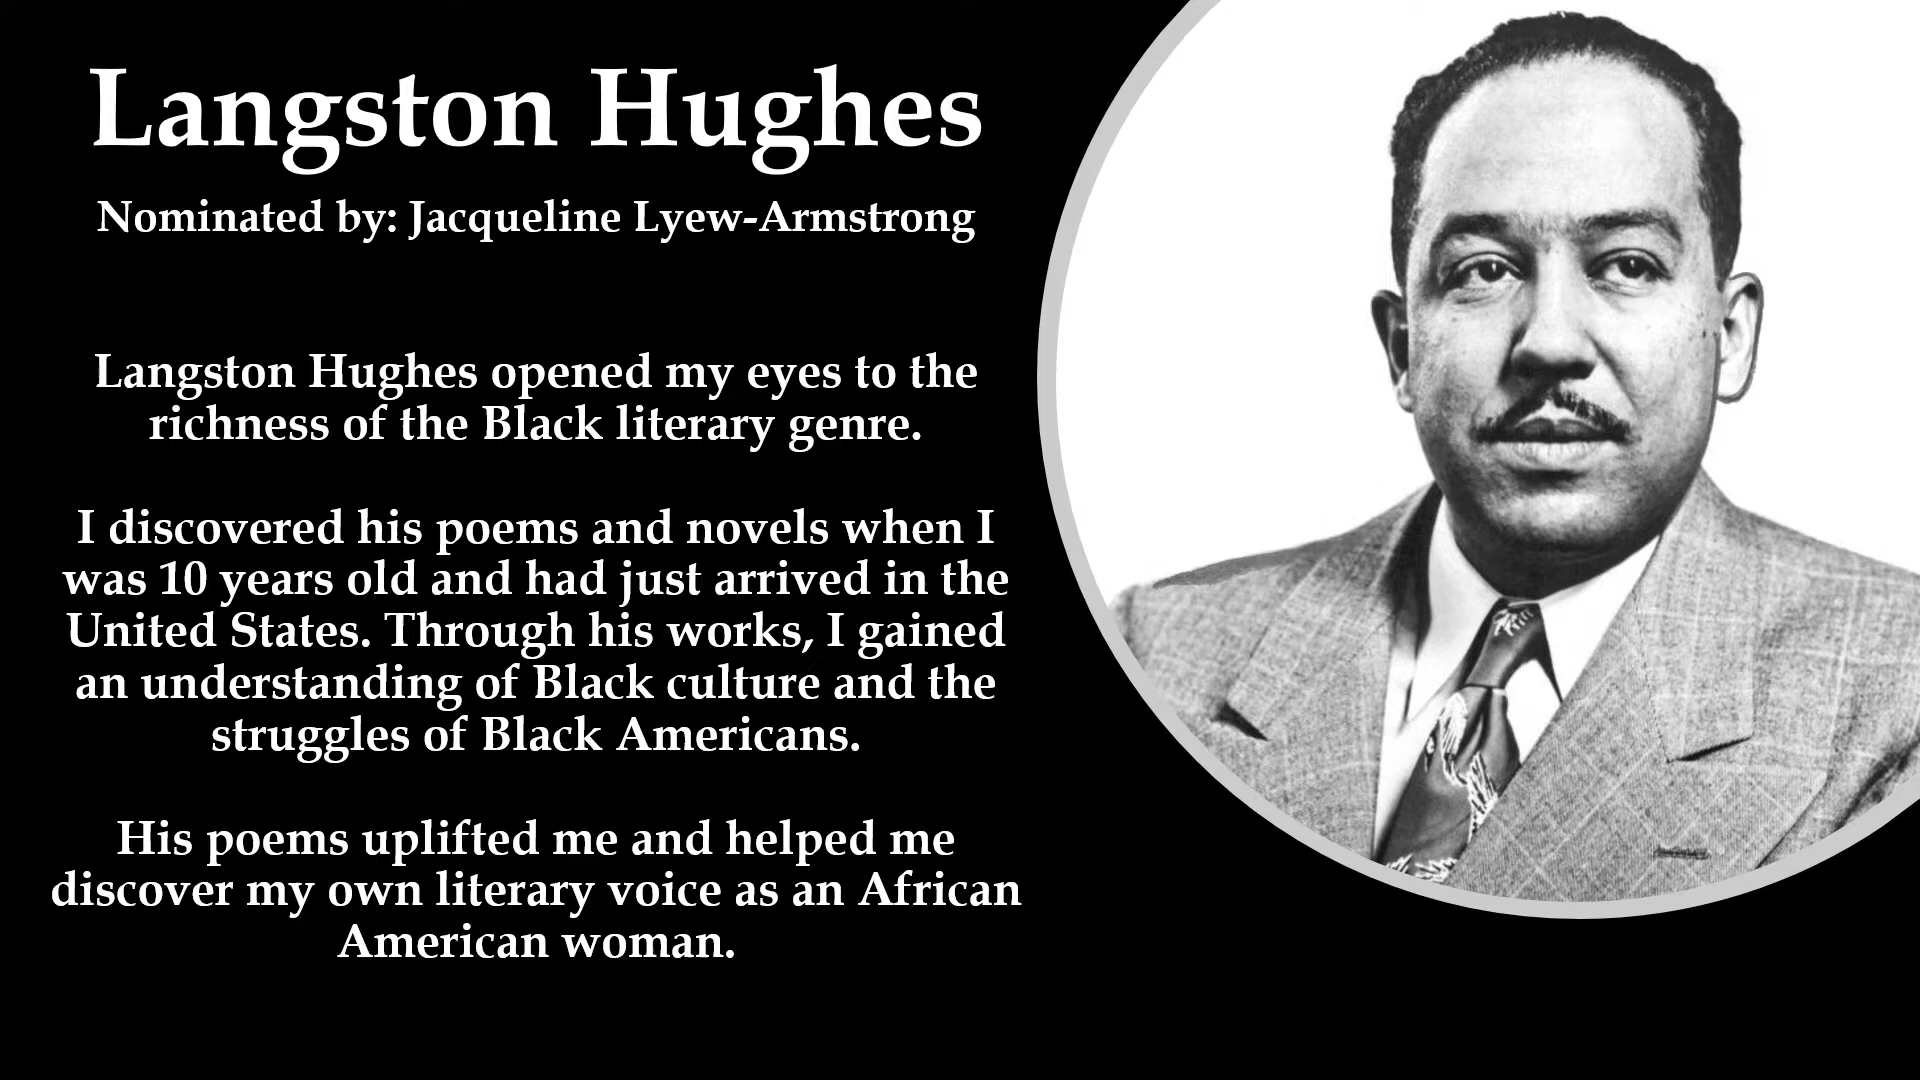 Langston Hughes
Nominated by: Jacqueline Lyew-Armstrong
Langston Hughes opened my eyes to the
richness of the Black literary genre.
I discovered his poems and novels when I
was 10 years old and had just arrived in the
United States. Through his works, I gained
an understanding of Black culture and the
struggles of Black Americans.
His poems uplifted me and helped me
discover my own literary voice as an African
American woman.